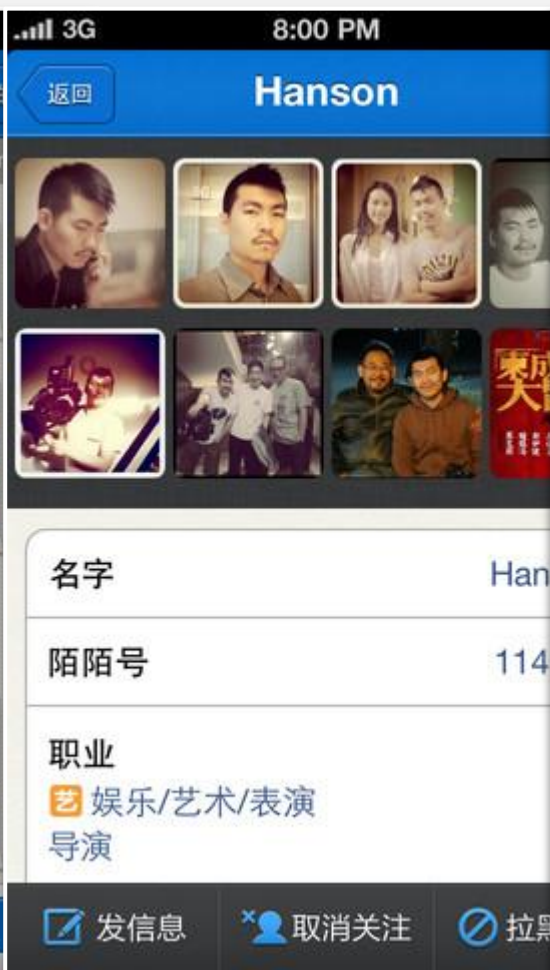 3G 8:00 PM
返回 Hanson
名字 Han
陌陌号 114
职业
艺 娱乐/艺术/表演
导演
发信息 取消关注 拉黑